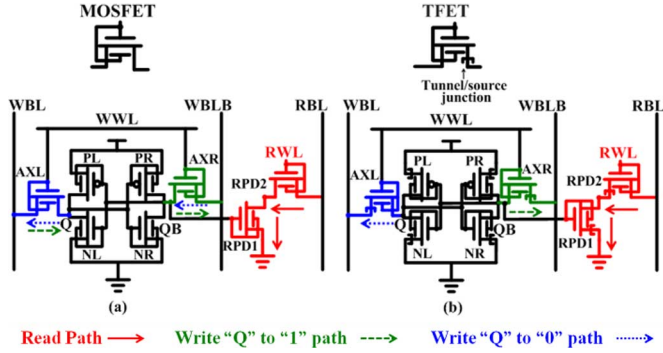 MOSFET
TFET
Tunnel/source
junction
WBL
WWL
WBLB
RBL
WBL
WWL
WBLB
RBL
PL
PR
AXR
RWL
AXL
RPD2
Q
QB
RPD1
NL
NR
PL
PR
AXR
RWL
AXL
RPD2
Q
QB
RPD1
NL
NR
(a)
(b)
Read Path
Write “Q” to “1” path
Write “Q” to “0” path